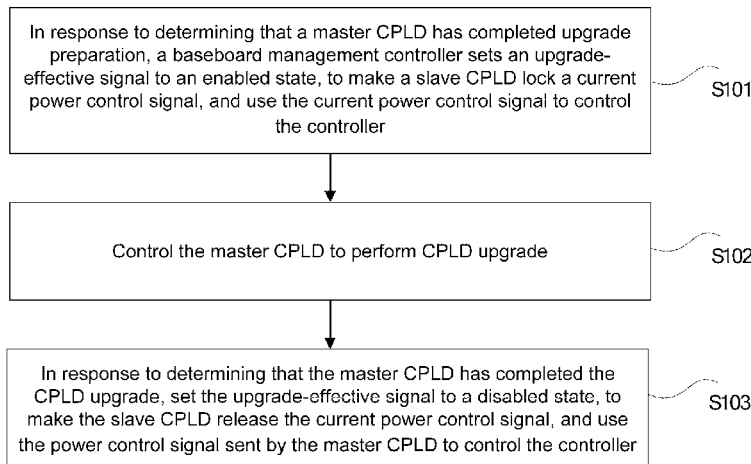 In response to determining that a master CPLD has completed upgrade
preparation, a baseboard management controller sets an upgrade-
effective signal to an enabled state, to make a slave CPLD lock a current
power control signal, and use the current power control signal to control
the controller
S101
Control the master CPLD to perform CPLD upgrade
S102
In response to determining that the master CPLD has completed the
CPLD upgrade, set the upgrade-effective signal to a disabled state, to
make the slave CPLD release the current power control signal, and use
the power control signal sent by the master CPLD to control the controller
S103